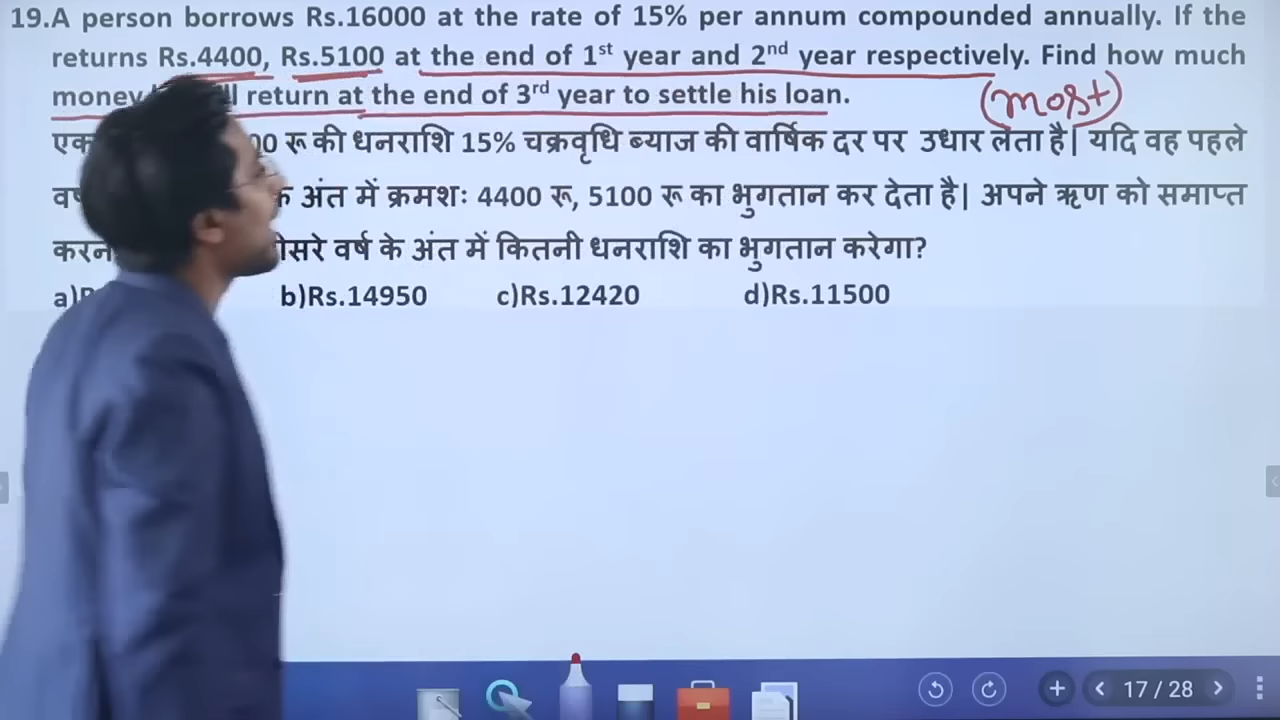 19.A person borrows Rs.16000 at the rate of 15% per annum compounded annually. If the
returns Rs.4400, Rs.5100 at the end of 1st year and 2nd year respectively. Find how much
money return at the end of 3rd year to settle his loan.
(most)
रू की धनराशि 15% चक्रवृधि ब्याज की वार्षिक दर पर उधार लेता है| यदि वह पहले
अंत में क्रमशः 4400 रू, 5100 रू का भुगतान कर देता है| अपने ऋण को समाप्त
वर्ष के अंत में कितनी धनराशि का भुगतान करेगा?
a) b)Rs.14950 c)Rs.12420 d)Rs.11500
17 / 28